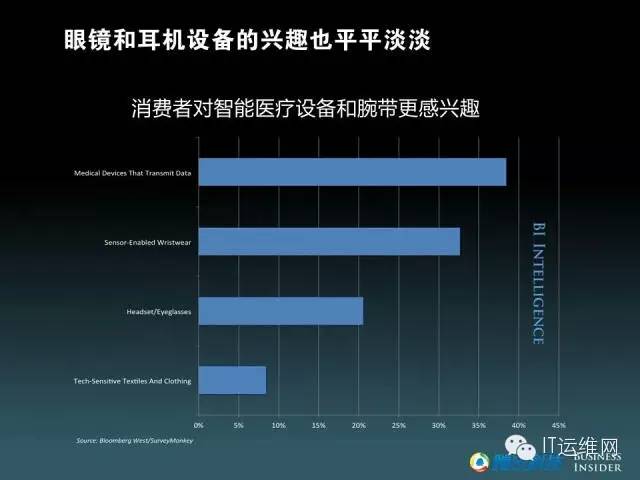 眼镜和耳机设备的兴趣也平平淡淡
消费者对智能医疗设备和腕带更感兴趣
Medical Devices That Transmit Data
Sensor-Enabled Wristwear
Headset/Eyeglasses
Tech-Sensitive Textiles And Clothing
0% 5% 10% 15% 20% 25% 30% 35% 40% 45%
BI INTELLIGENCE
Source: Bloomberg West/SurveyMonkey
IT运维网
BUSINESS
INSIDER